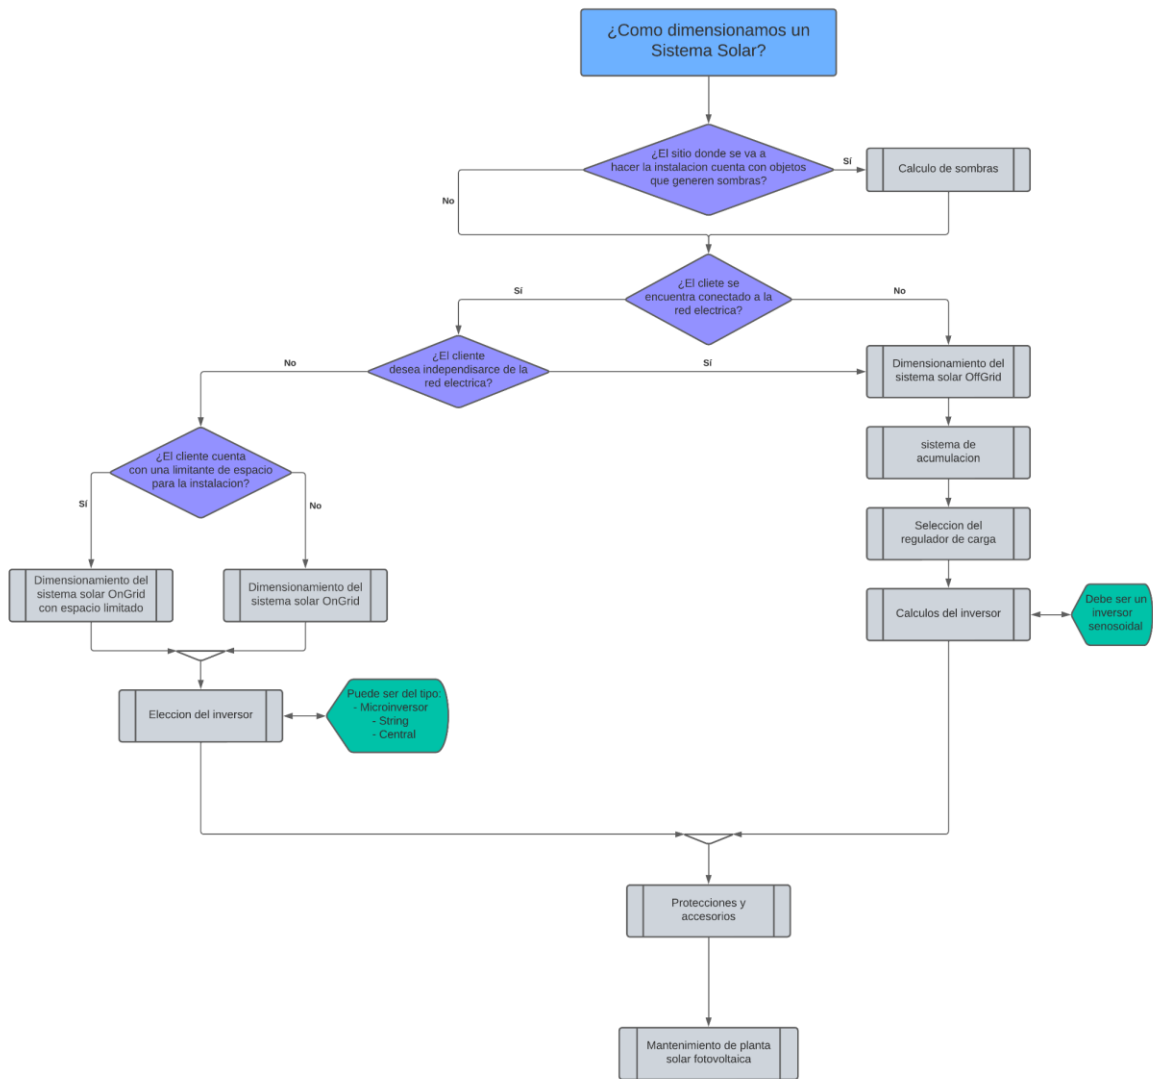 ¿Como dimensionamos un
Sistema Solar?
¿El sitio donde se va a
hacer la instalacion cuenta con objetos
que generen sombras?
Sí
Calculo de sombras
No
¿El cliete se
encuentra conectado a la
red electrica?
Sí
No
¿El cliente
desea independisarce de la
red electrica?
No
Sí
Dimensionamiento del
sistema solar OffGrid
¿El cliente cuenta
con una limitante de espacio
para la instalacion?
sistema de
acumulacion
Sí
No
Seleccion del
regulador de carga
Dimensionamiento del
sistema solar OnGrid
con espacio limitado
Dimensionamiento del
sistema solar OnGrid
Calculos del inversor
Debe ser un
inversor
senosoidal
Eleccion del inversor
Puede ser del tipo:
- Microinversor
- String
- Central
Protecciones y
accesorios
Mantenimiento de planta
solar fotovoltaica